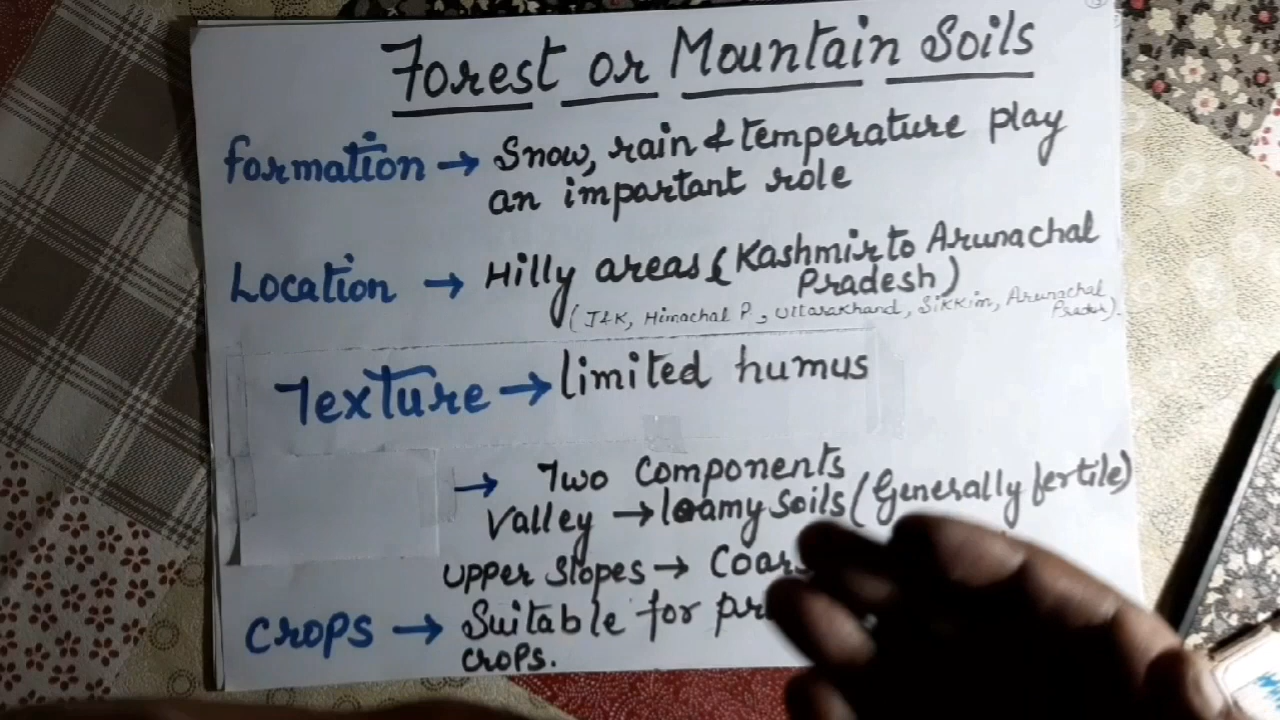 Forest or Mountain Soils
formation → Snow, rain & temperature play
an important role
Location → Hilly areas (Kashmir to Arunachal
Pradesh)
(J&K, Himachal P., Uttarakhand, Sikkim, Arunachal
Pradesh).
Texture → limited humus
→ Two Components
Valley → loamy soils (Generally fertile)
Upper slopes →
Crops → Suitable for
crops.